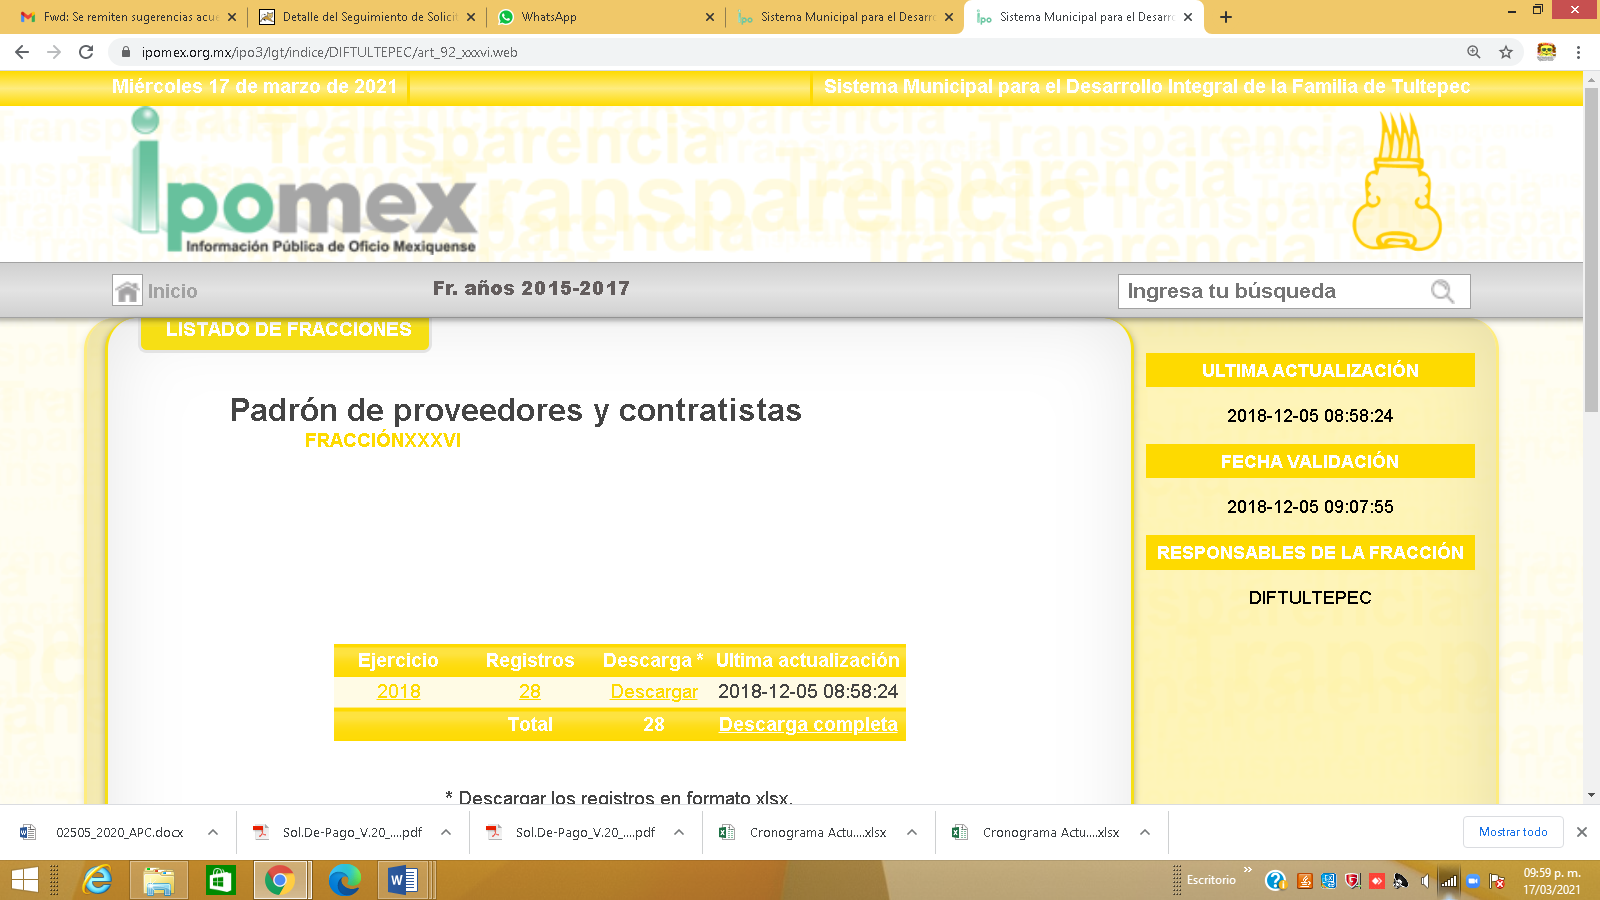 Fwd: Se remiten sugerencias acue
Detalle del Seguimiento de Solicit
WhatsApp
Sistema Municipal para el Desarro
Sistema Municipal para el Desarro
ipomex.org.mx/ipo3/lgt/indice/DIFTULTEPEC/art_92_xxxvi.web
Miércoles 17 de marzo de 2021
Sistema Municipal para el Desarrollo Integral de la Familia de Tultepec
Transparencia
ipomex
Información Pública de Oficio Mexiquense
Inicio
Fr. años 2015-2017
Ingresa tu búsqueda
LISTADO DE FRACCIONES
Padrón de proveedores y contratistas
FRACCIÓNXXXVI
ULTIMA ACTUALIZACIÓN
2018-12-05 08:58:24
FECHA VALIDACIÓN
2018-12-05 09:07:55
RESPONSABLES DE LA FRACCIÓN
DIFTULTEPEC
Ejercicio Registros Descarga * Ultima actualización
2018 28 Descargar 2018-12-05 08:58:24
Total 28 Descarga completa
* Descargar los registros en formato xlsx.
02505_2020_APC.docx
Sol.De-Pago_V.20_....pdf
Sol.De-Pago_V.20_....pdf
Cronograma Actu....xlsx
Cronograma Actu....xlsx
Mostrar todo
Escritorio
09:59 p. m.
17/03/2021